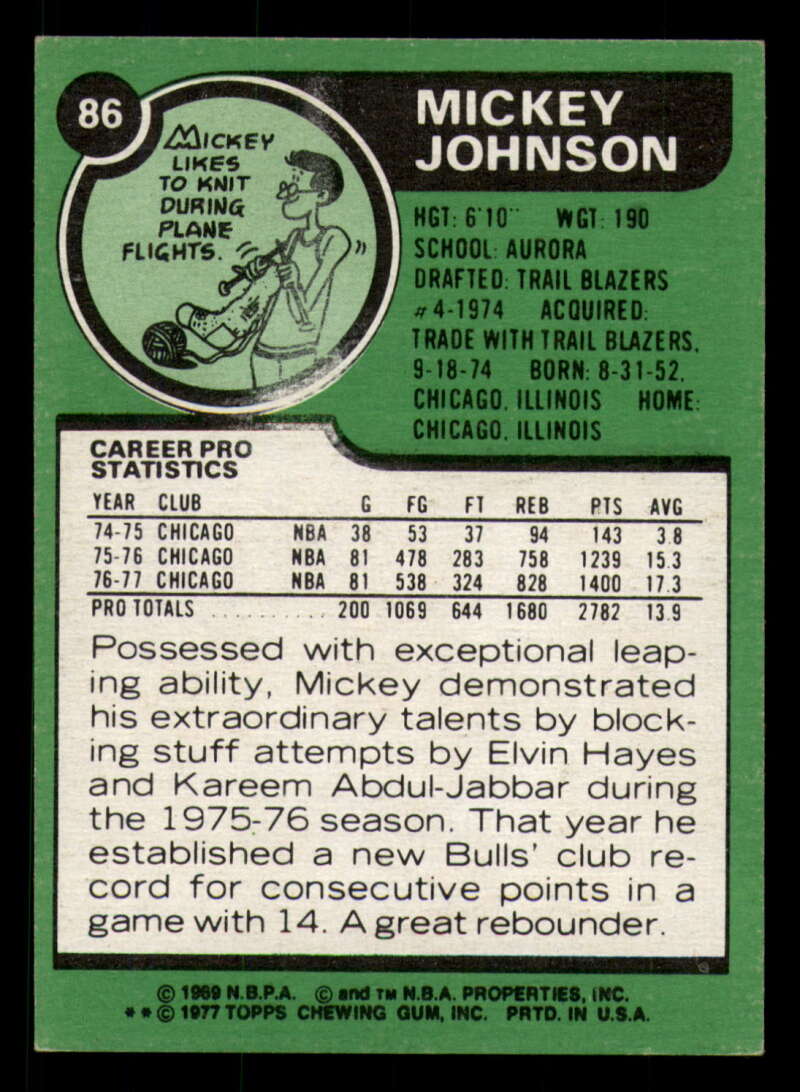 86
MICKEY
LIKES
TO KNIT
DURING
PLANE
FLIGHTS.
MICKEY
JOHNSON
HGT: 6'10" WGT: 190
SCHOOL: AURORA
DRAFTED: TRAIL BLAZERS
#4-1974 ACQUIRED:
TRADE WITH TRAIL BLAZERS,
9-18-74 BORN: 8-31-52,
CHICAGO, ILLINOIS HOME:
CHICAGO, ILLINOIS
CAREER PRO
STATISTICS
YEAR CLUB G FG FT REB PTS AVG
74-75 CHICAGO NBA 38 53 37 94 143 3.8
75-76 CHICAGO NBA 81 478 283 758 1239 15.3
76-77 CHICAGO NBA 81 538 324 828 1400 17.3
PRO TOTALS ........... 200 1069 644 1680 2782 13.9
Possessed with exceptional leap-
ing ability, Mickey demonstrated
his extraordinary talents by block-
ing stuff attempts by Elvin Hayes
and Kareem Abdul-Jabbar during
the 1975-76 season. That year he
established a new Bulls' club re-
cord for consecutive points in a
game with 14. A great rebounder.
© 1969 N.B.P.A. © and TM N.B.A. PROPERTIES, INC.
**© 1977 TOPPS CHEWING GUM, INC. PRTD. IN U.S.A.